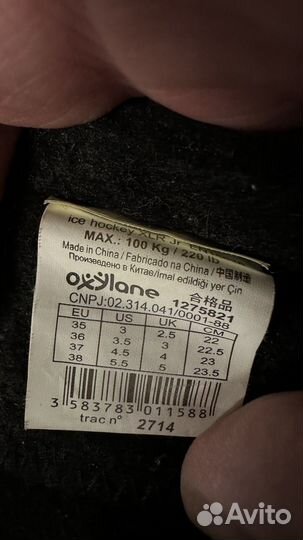 ice hockey XLR Jr
MAX.: 100 Kg / 220 lb
Made in China / Fabricado na China / 中国制造
Произведено в Китае/imal edildiği yer Çin
oxylane 合格品
CNPJ:02.314.041/0001-88 1275821
EU US UK CM
35 3 2.5 22
36 3.5 3 22.5
37 4.5 4 23
38 5.5 5 23.5
3 583783 011588
trac n° 2714
Avito